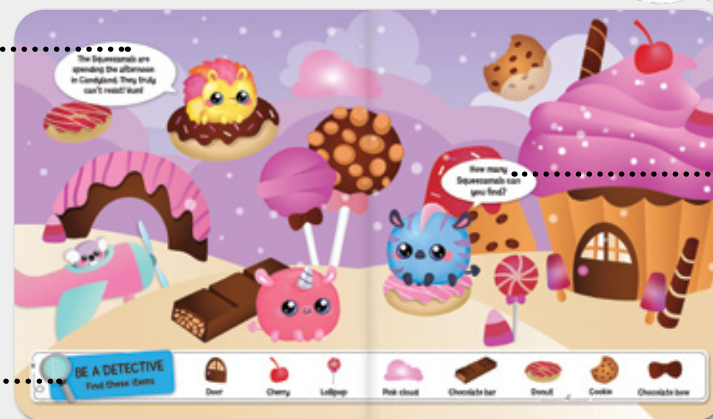 The Squeezamals are
spending the afternoon
in Candyland. They truly
can't resist! Yum!
How many
Squeezamals can
you find?
BE A DETECTIVE
Find these items
Door
Cherry
Lollipop
Pink cloud
Chocolate bar
Donut
Cookie
Chocolate bow